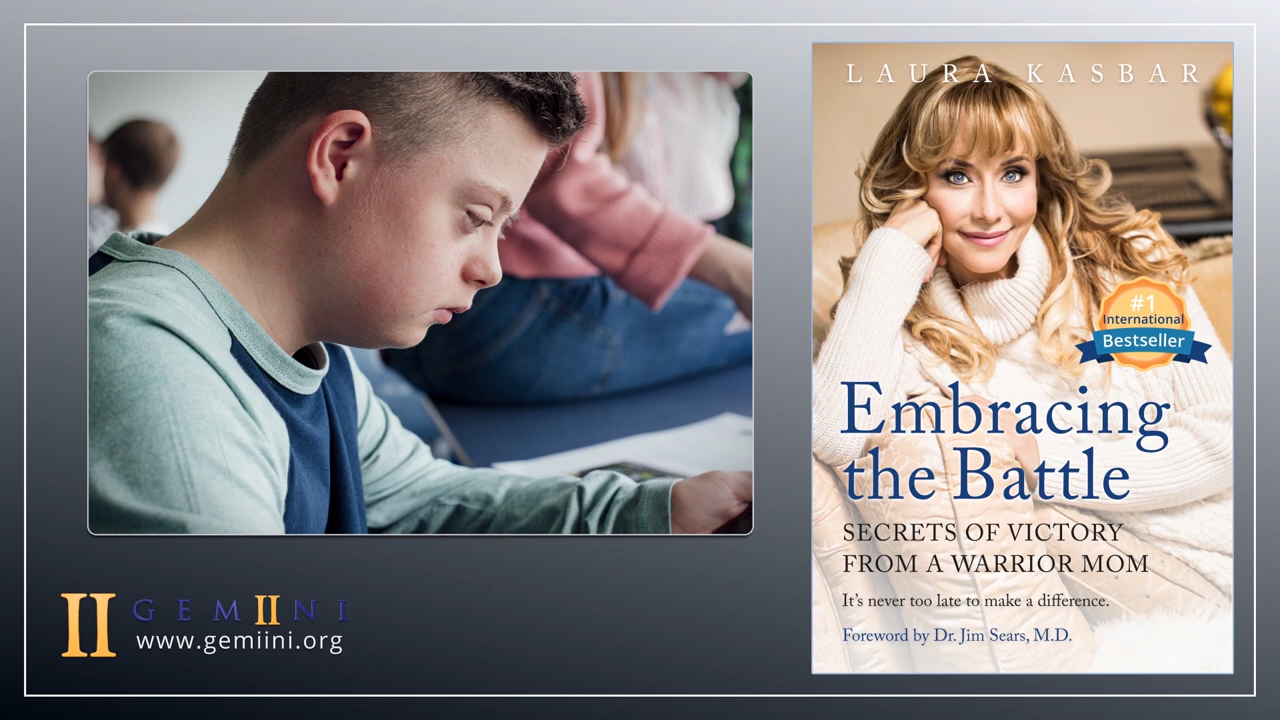 LAURA KASBAR
#1
International
Bestseller
Embracing
the Battle
SECRETS OF VICTORY
FROM A WARRIOR MOM
It's never too late to make a difference.
Foreword by Dr. Jim Sears, M.D.
II GEMIINI
www.gemiini.org